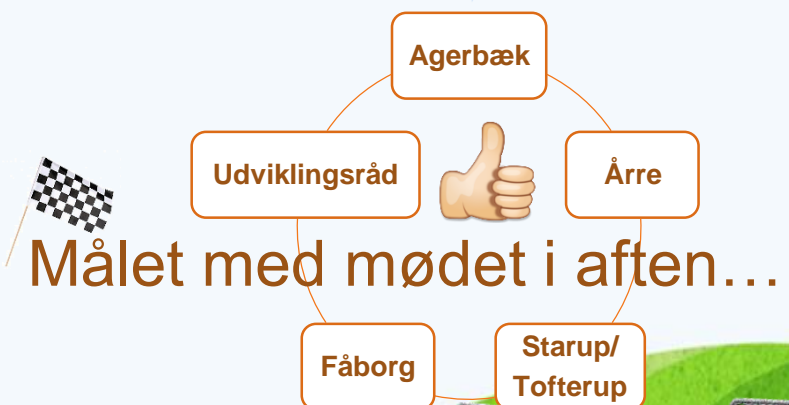 Agerbæk
Udviklingsråd
Årre
Målet med mødet i aften…
Fåborg
Starup/
Tofterup